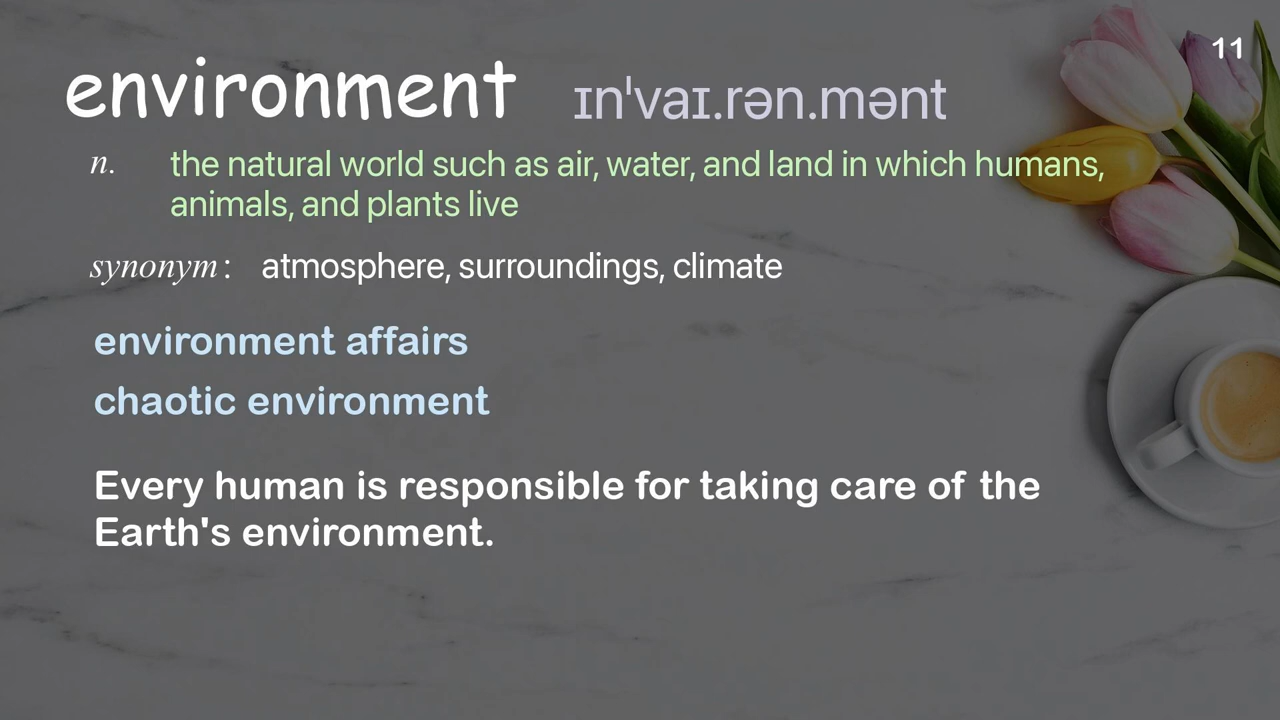 11
environment ɪnˈvaɪ.rən.mənt
n. the natural world such as air, water, and land in which humans,
animals, and plants live
synonym: atmosphere, surroundings, climate
environment affairs
chaotic environment
Every human is responsible for taking care of the
Earth's environment.